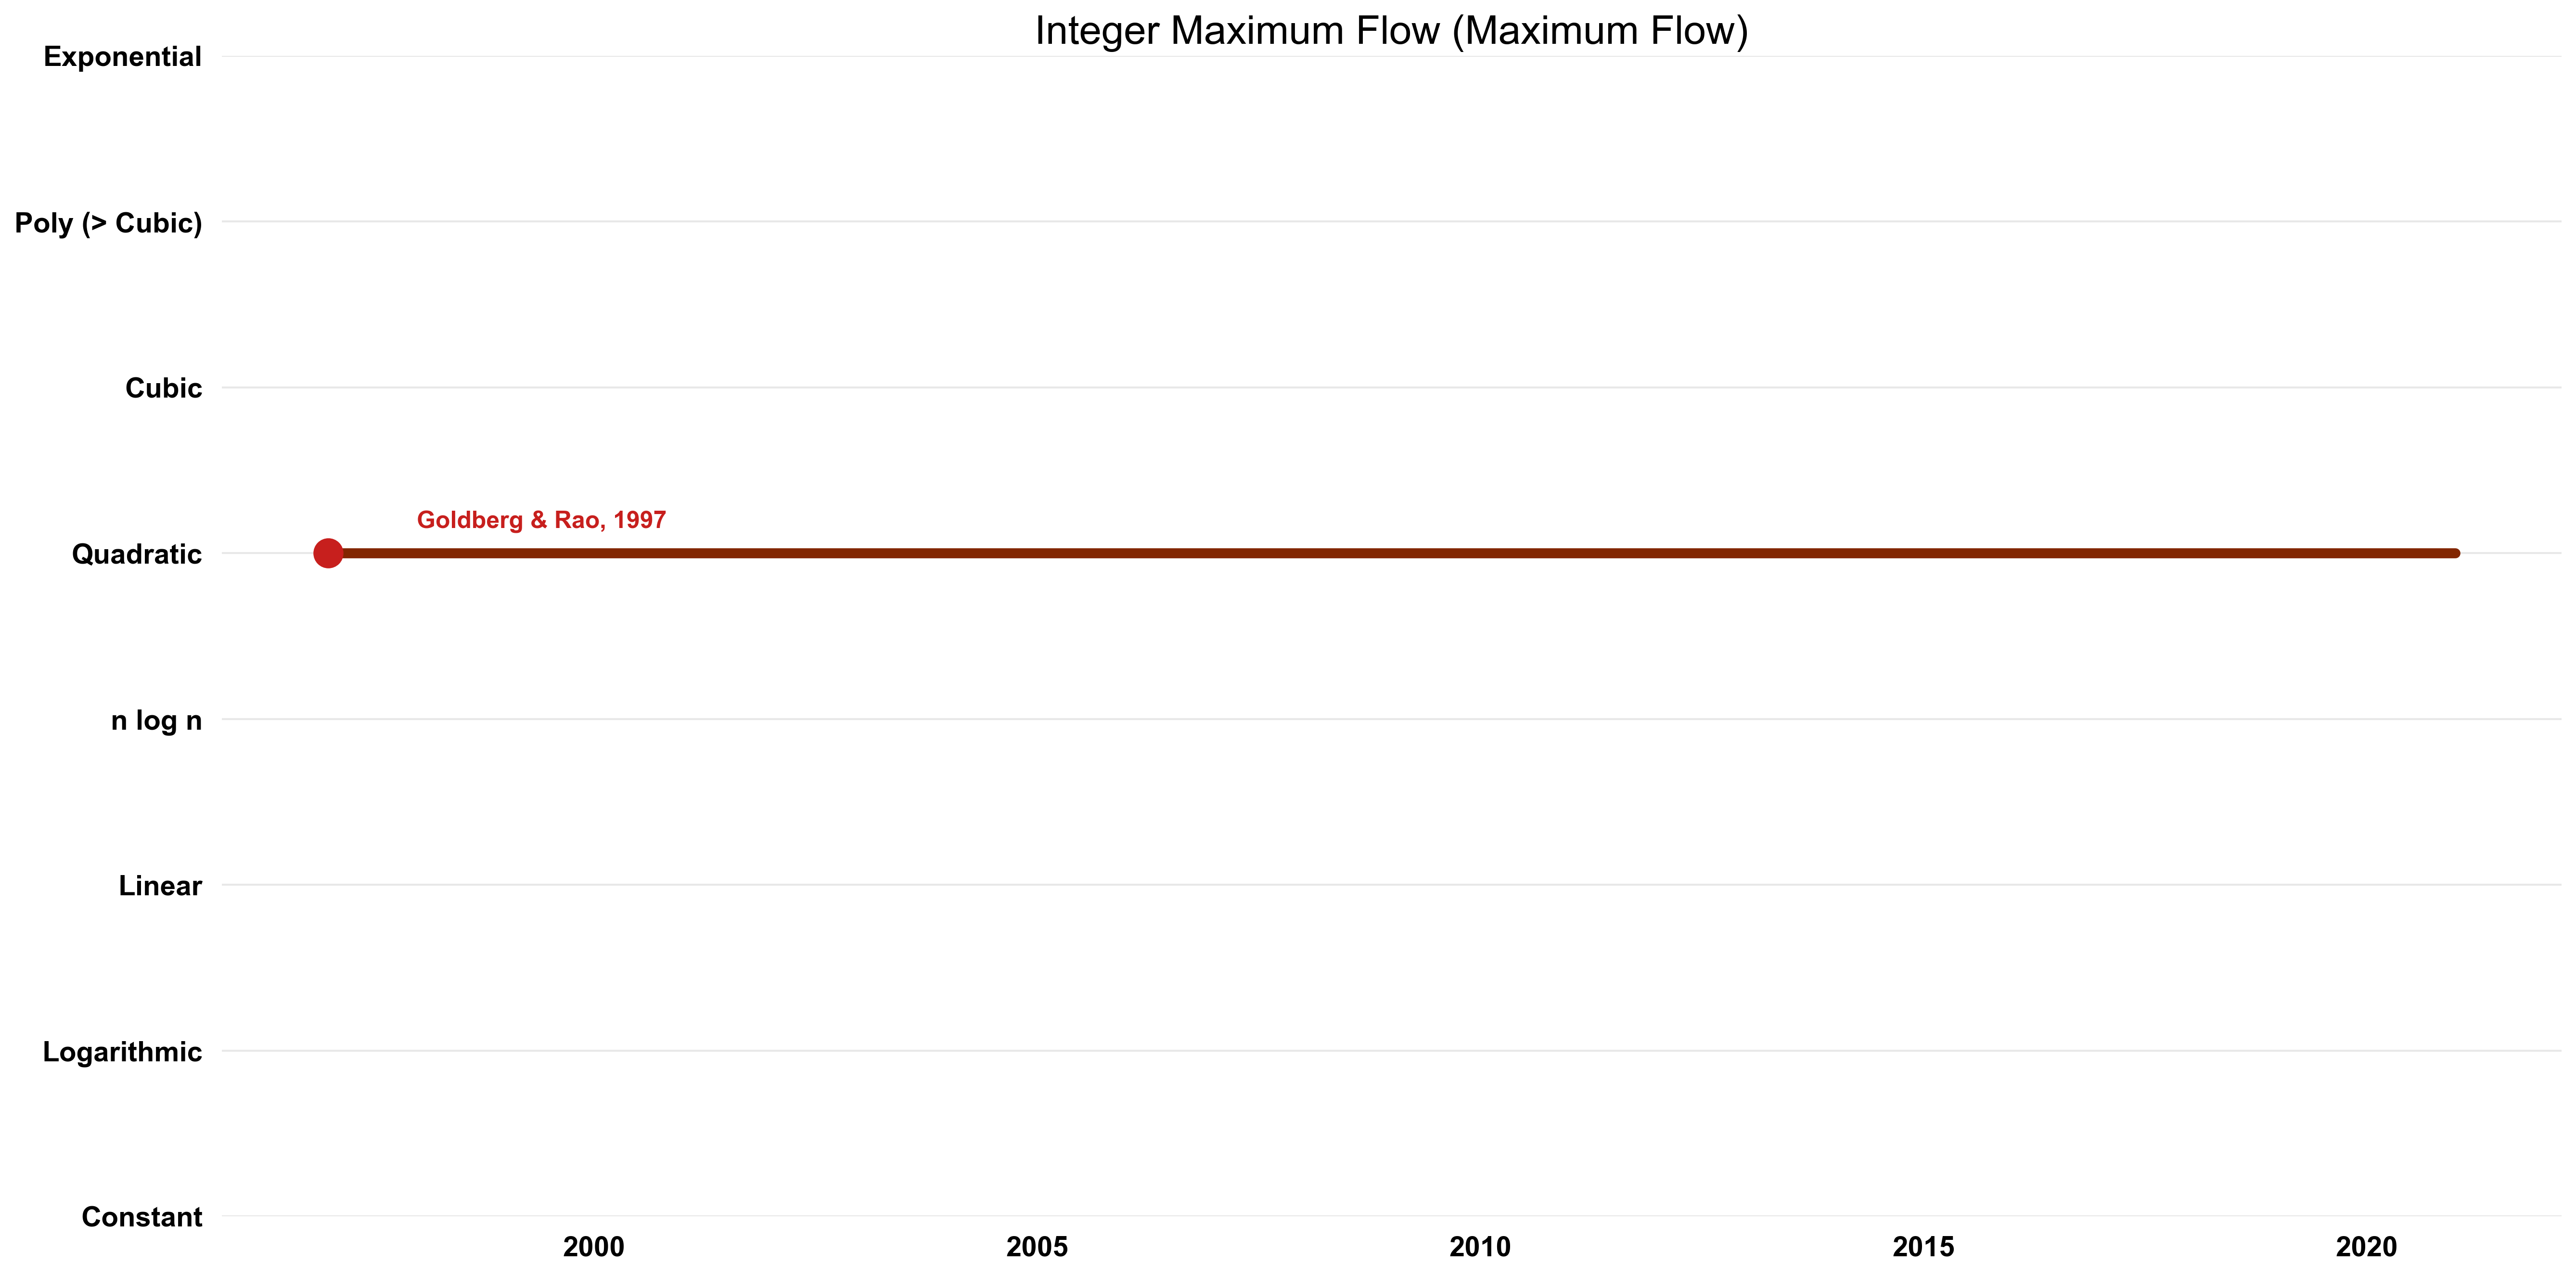 Integer Maximum Flow (Maximum Flow)
Exponential
Poly (> Cubic)
Cubic
Goldberg & Rao, 1997
Quadratic
n log n
Linear
Logarithmic
Constant
2000 2005 2010 2015 2020